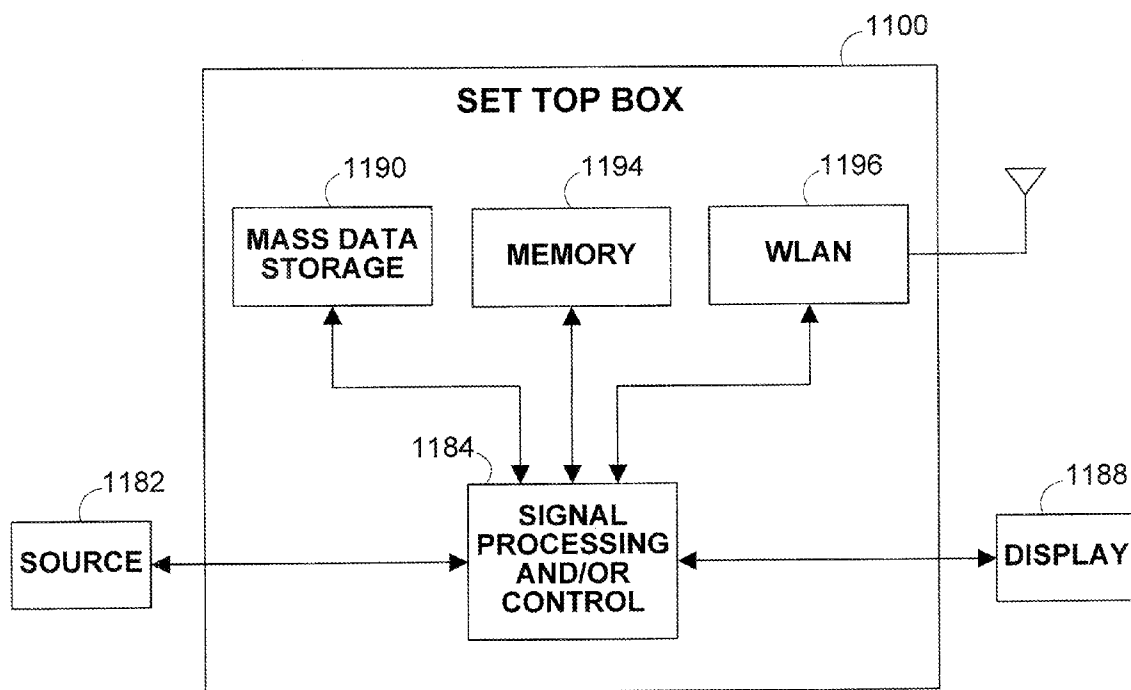 1100
SET TOP BOX
1190
1194
1196
MASS DATA
STORAGE
MEMORY
WLAN
1184
1182
1188
SOURCE
SIGNAL
PROCESSING
AND/OR
CONTROL
DISPLAY